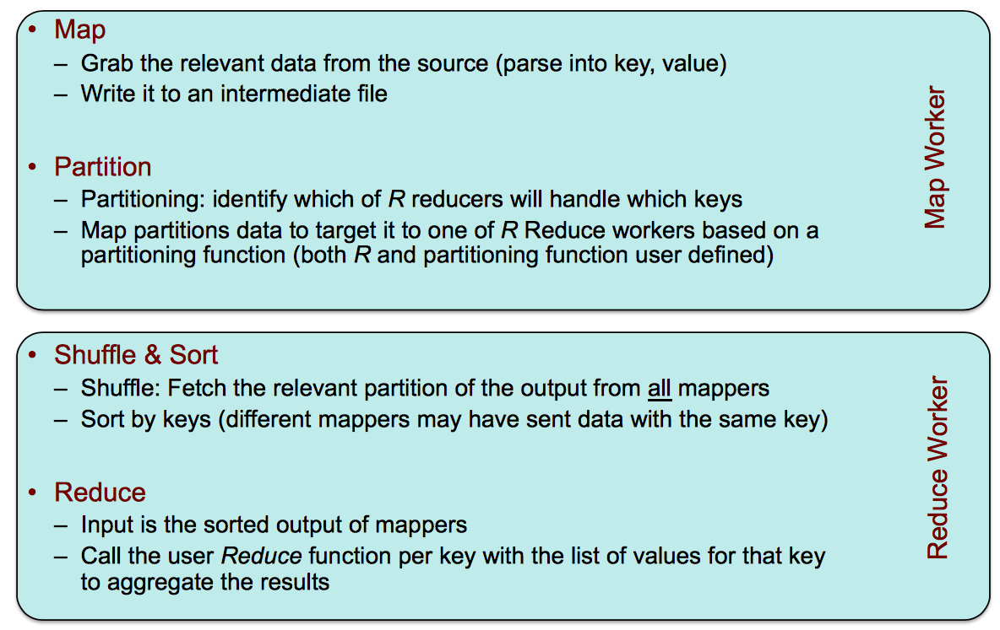 • Map
– Grab the relevant data from the source (parse into key, value)
– Write it to an intermediate file
• Partition
– Partitioning: identify which of R reducers will handle which keys
– Map partitions data to target it to one of R Reduce workers based on a
partitioning function (both R and partitioning function user defined)
Map Worker
• Shuffle & Sort
– Shuffle: Fetch the relevant partition of the output from all mappers
– Sort by keys (different mappers may have sent data with the same key)
• Reduce
– Input is the sorted output of mappers
– Call the user Reduce function per key with the list of values for that key
to aggregate the results
Reduce Worker